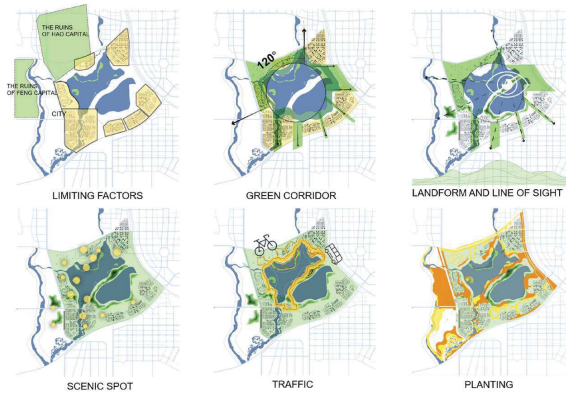 THE RUINS
OF HAO CAPITAL
THE RUINS
OF FENG CAPITAL
CITY
LIMITING FACTORS
120°
GREEN CORRIDOR
LANDFORM AND LINE OF SIGHT
SCENIC SPOT
TRAFFIC
PLANTING